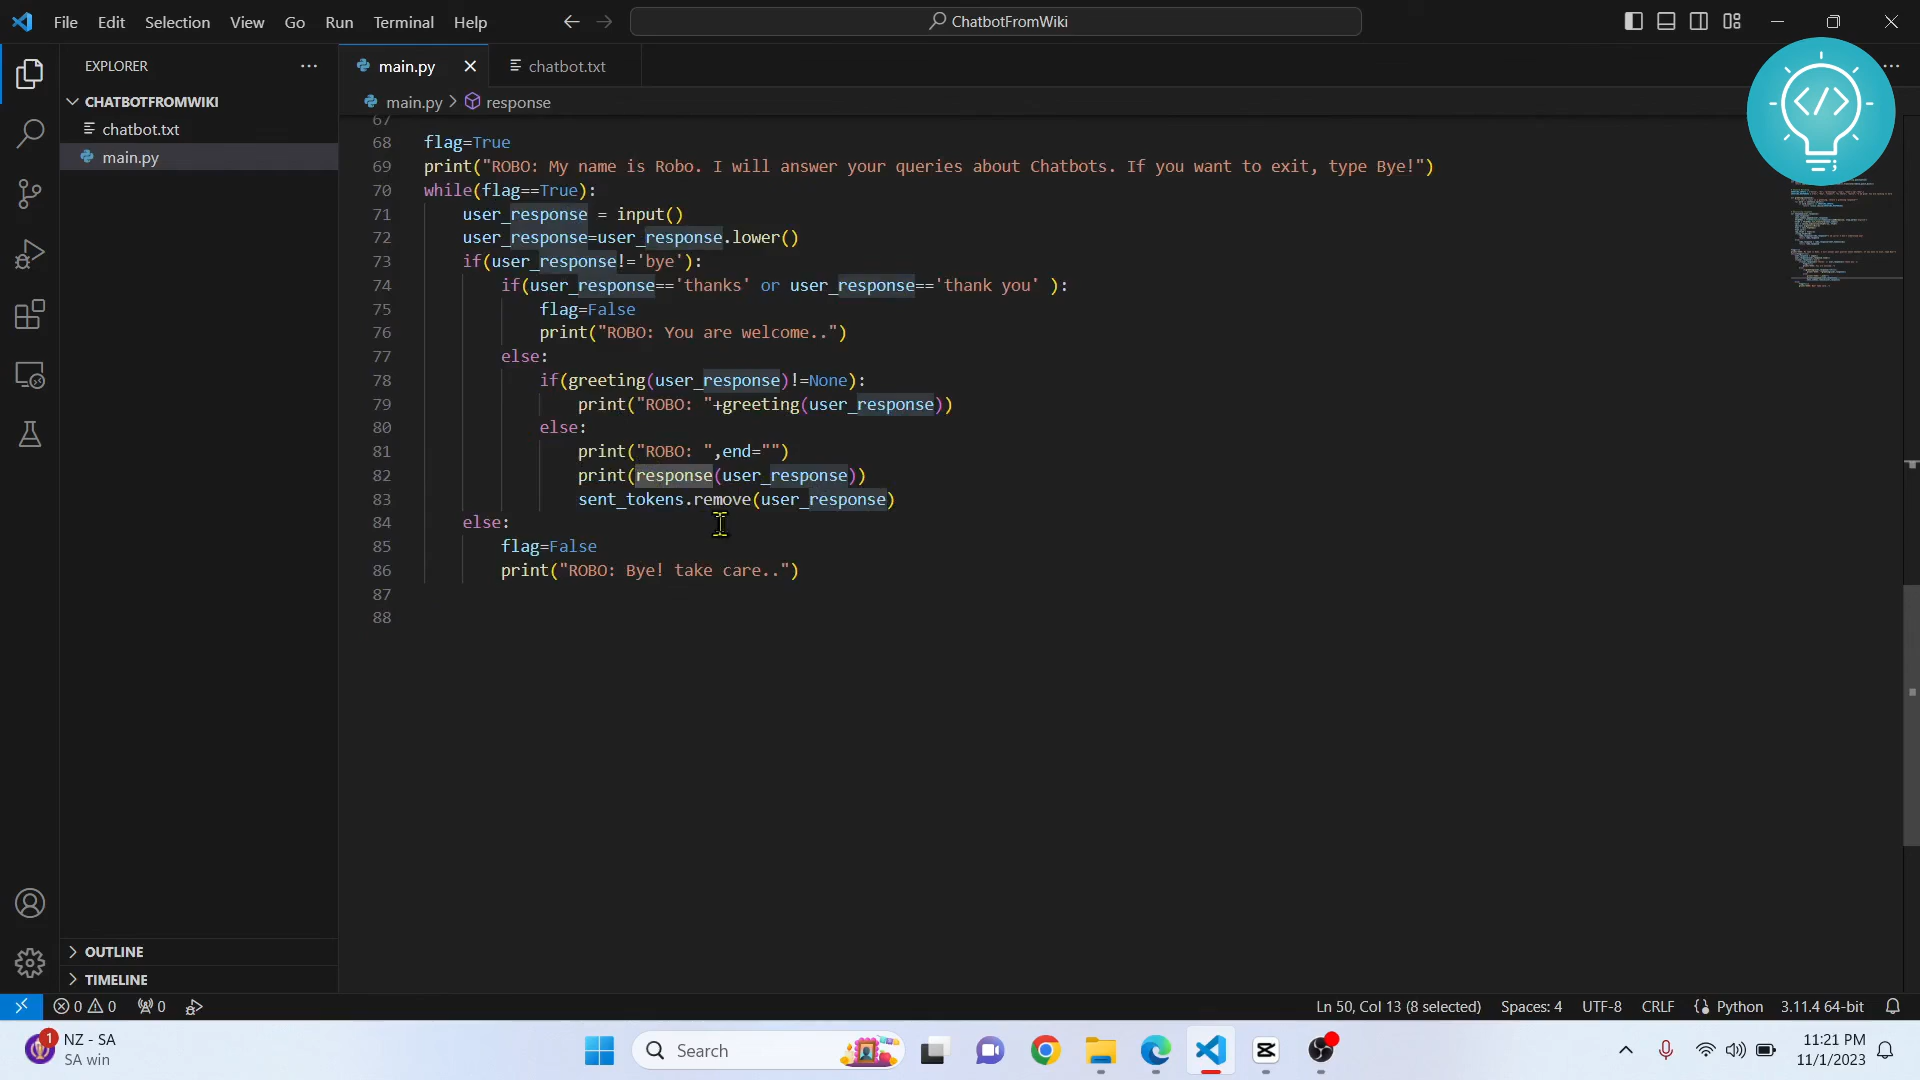 File Edit Selection View Go Run Terminal Help
ChatbotFromWiki
EXPLORER
CHATBOTFROMWIKI
chatbot.txt
main.py
OUTLINE
TIMELINE
main.py
chatbot.txt
main.py > response
67
68 flag=True
69 print("ROBO: My name is Robo. I will answer your queries about Chatbots. If you want to exit, type Bye!")
70 while(flag==True):
71 user_response = input()
72 user_response=user_response.lower()
73 if(user_response!='bye'):
74 if(user_response=='thanks' or user_response=='thank you' ):
75 flag=False
76 print("ROBO: You are welcome..")
77 else:
78 if(greeting(user_response)!=None):
79 print("ROBO: "+greeting(user_response))
80 else:
81 print("ROBO: ",end="")
82 print(response(user_response))
83 sent_tokens.remove(user_response)
84 else:
85 flag=False
86 print("ROBO: Bye! take care..")
87
88
</>
0 0 0
Ln 50, Col 13 (8 selected) Spaces: 4 UTF-8 CRLF {} Python 3.11.4 64-bit
1
NZ - SA
SA win
Search
11:21 PM
11/1/2023